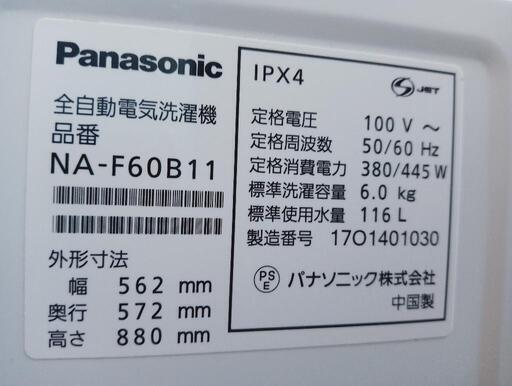 Panasonic
全自動電気洗濯機
品番
NA-F60B11
外形寸法
幅 562 mm
奥行 572 mm
高さ 880 mm
IPX4
S JET
定格電圧 100 V ～
定格周波数 50/60 Hz
定格消費電力 380/445 W
標準洗濯容量 6.0 kg
標準使用水量 116 L
製造番号 17O1401030
PS E パナソニック株式会社
中国製